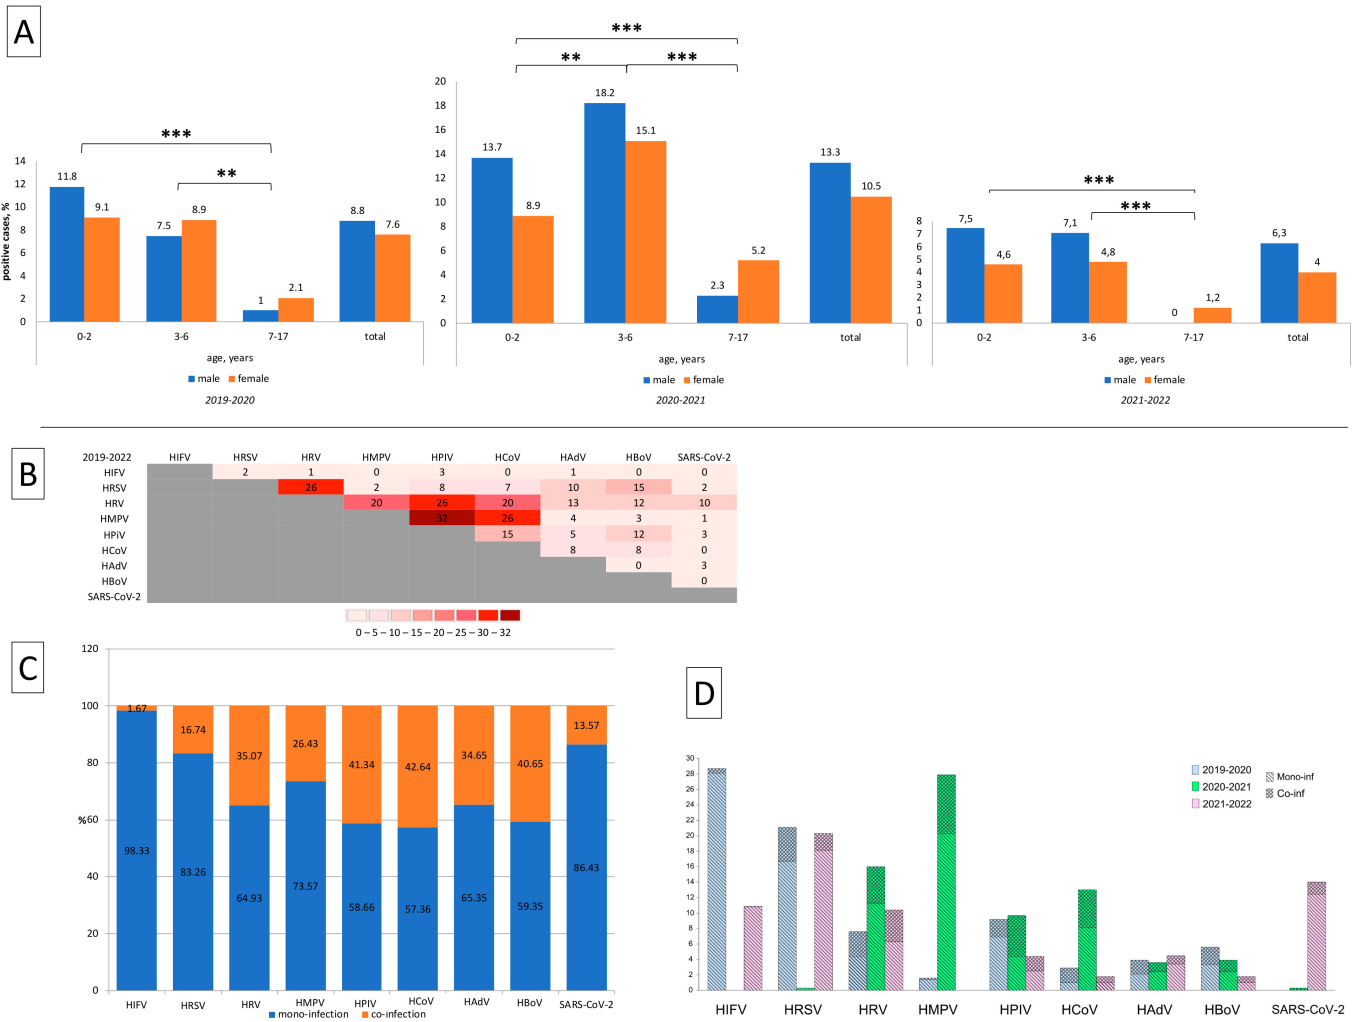 A
***
**
positive cases, %
14
12
10
8
6
4
2
0
11.8
9.1
7.5
8.9
1
2.1
8.8
7.6
0-2
3-6
7-17
total
age, years
male
female
2019-2020
***
**
***
20
18
16
14
12
10
8
6
4
2
0
13.7
8.9
18.2
15.1
2.3
5.2
13.3
10.5
0-2
3-6
7-17
total
age, years
male
female
2020-2021
***
***
8
7
6
5
4
3
2
1
0
7,5
4,6
7,1
4,8
0
1,2
6,3
4
0-2
3-6
7-17
total
age, years
male
female
2021-2022
B
2019-2022 HIFV HRSV HRV HMPV HPIV HCoV HAdV HBoV SARS-CoV-2
HIFV 2 1 0 3 0 1 0 0
HRSV 26 2 8 7 10 15 2
HRV 20 26 20 13 12 10
HMPV 32 26 4 3 1
HPiV 15 5 12 3
HCoV 8 8 0
HAdV 0 3
HBoV 0
SARS-CoV-2
0 – 5 – 10 – 15 – 20 – 25 – 30 – 32
C
120
100
80
%60
40
20
0
1.67
16.74
35.07
26.43
41.34
42.64
34.65
40.65
13.57
98.33
83.26
64.93
73.57
58.66
57.36
65.35
59.35
86.43
HIFV
HRSV
HRV
HMPV
HPIV
HCoV
HAdV
HBoV
SARS-CoV-2
mono-infection
co-infection
D
30
28
26
24
22
20
18
16
14
12
10
8
6
4
2
0
2019-2020
2020-2021
2021-2022
Mono-inf
Co-inf
HIFV
HRSV
HRV
HMPV
HPIV
HCoV
HAdV
HBoV
SARS-CoV-2